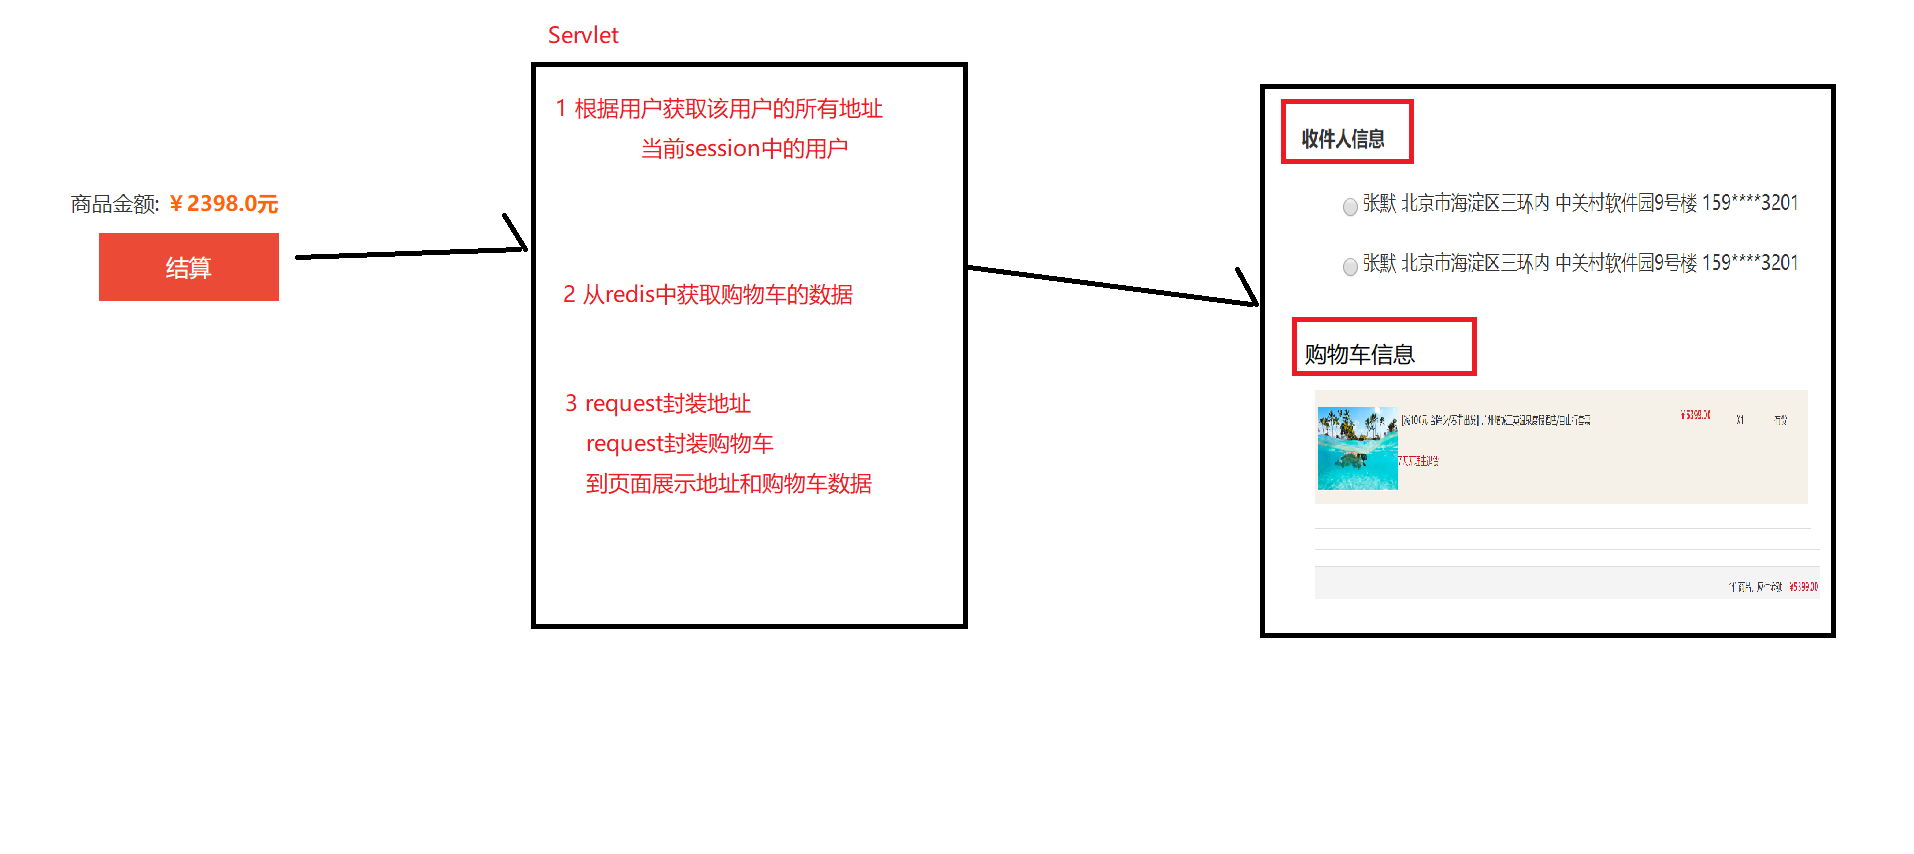 Servlet
商品金额: ￥2398.0元
结算
1 根据用户获取该用户的所有地址
当前session中的用户
2 从redis中获取购物车的数据
3 request封装地址
request封装购物车
到页面展示地址和购物车数据
收件人信息
张默 北京市海淀区三环内 中关村软件园9号楼 159****3201
张默 北京市海淀区三环内 中关村软件园9号楼 159****3201
购物车信息
￥5399.00
X1
有货
￥5399.00